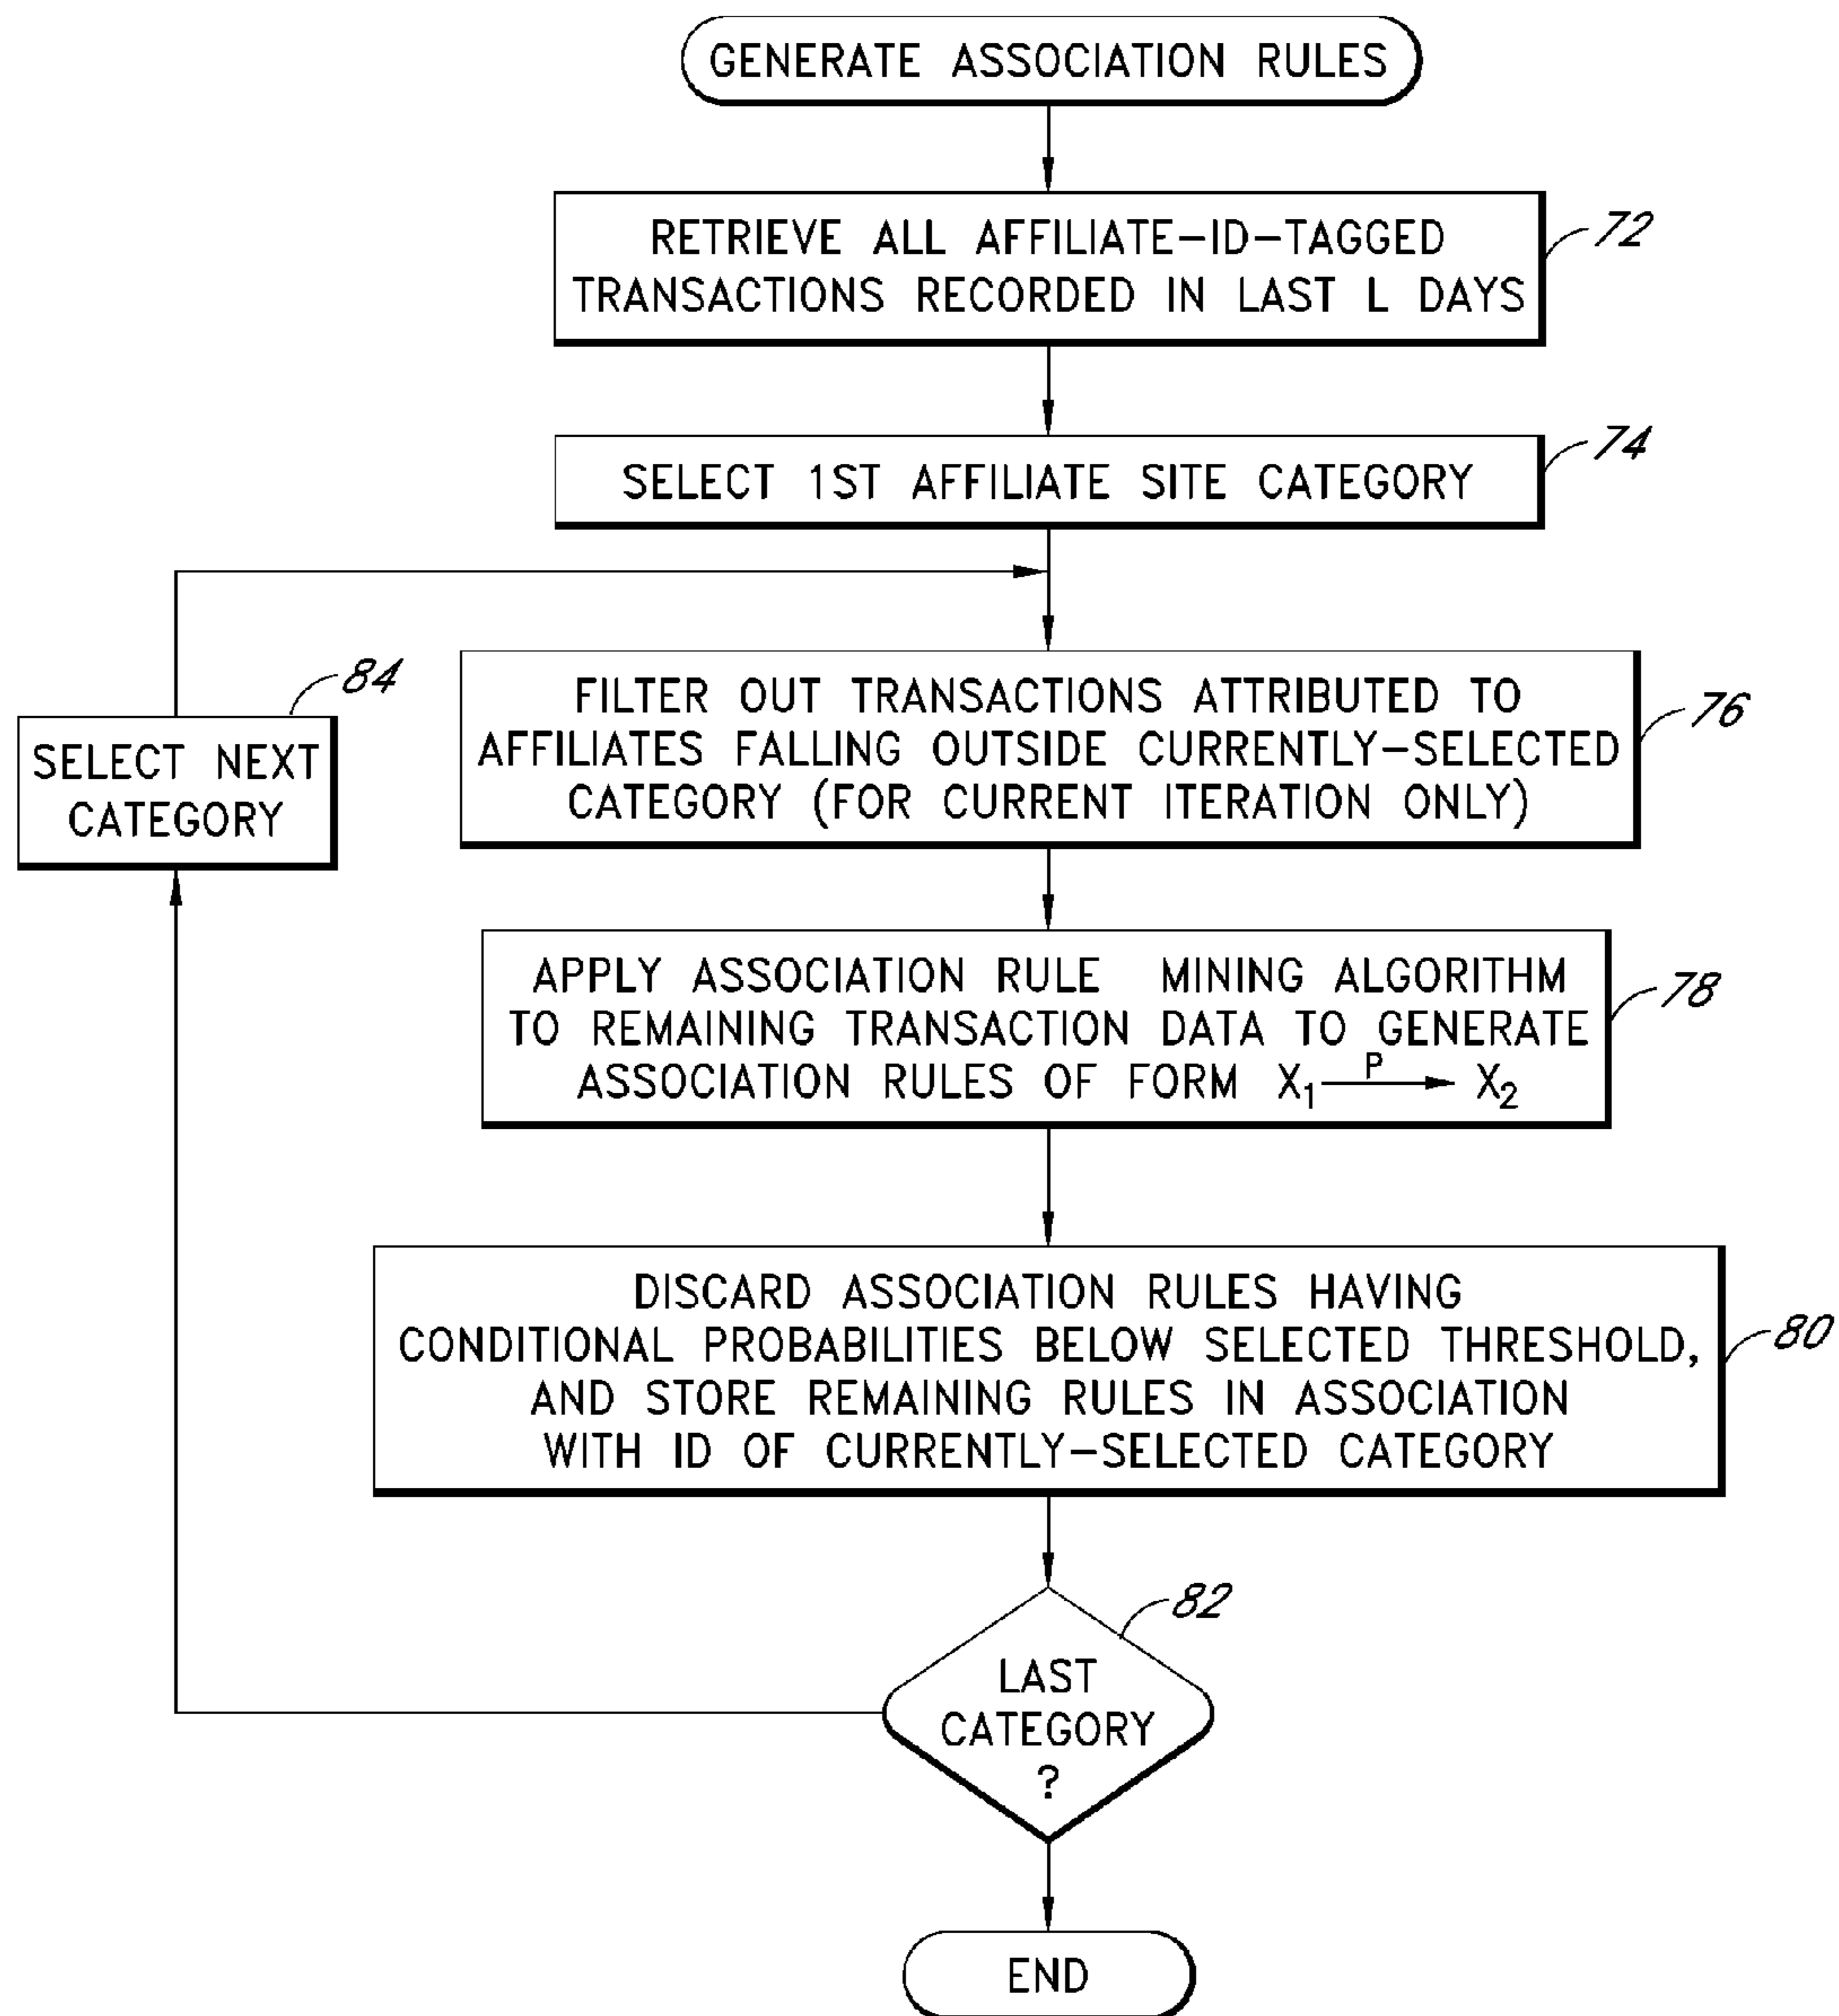 GENERATE ASSOCIATION RULES
RETRIEVE ALL AFFILIATE-ID-TAGGED
TRANSACTIONS RECORDED IN LAST L DAYS
72
SELECT 1ST AFFILIATE SITE CATEGORY
74
84
SELECT NEXT
CATEGORY
FILTER OUT TRANSACTIONS ATTRIBUTED TO
AFFILIATES FALLING OUTSIDE CURRENTLY-SELECTED
CATEGORY (FOR CURRENT ITERATION ONLY)
76
APPLY ASSOCIATION RULE MINING ALGORITHM
TO REMAINING TRANSACTION DATA TO GENERATE
ASSOCIATION RULES OF FORM X₁ P X₂
78
DISCARD ASSOCIATION RULES HAVING
CONDITIONAL PROBABILITIES BELOW SELECTED THRESHOLD,
AND STORE REMAINING RULES IN ASSOCIATION
WITH ID OF CURRENTLY-SELECTED CATEGORY
80
82
LAST
CATEGORY
?
END